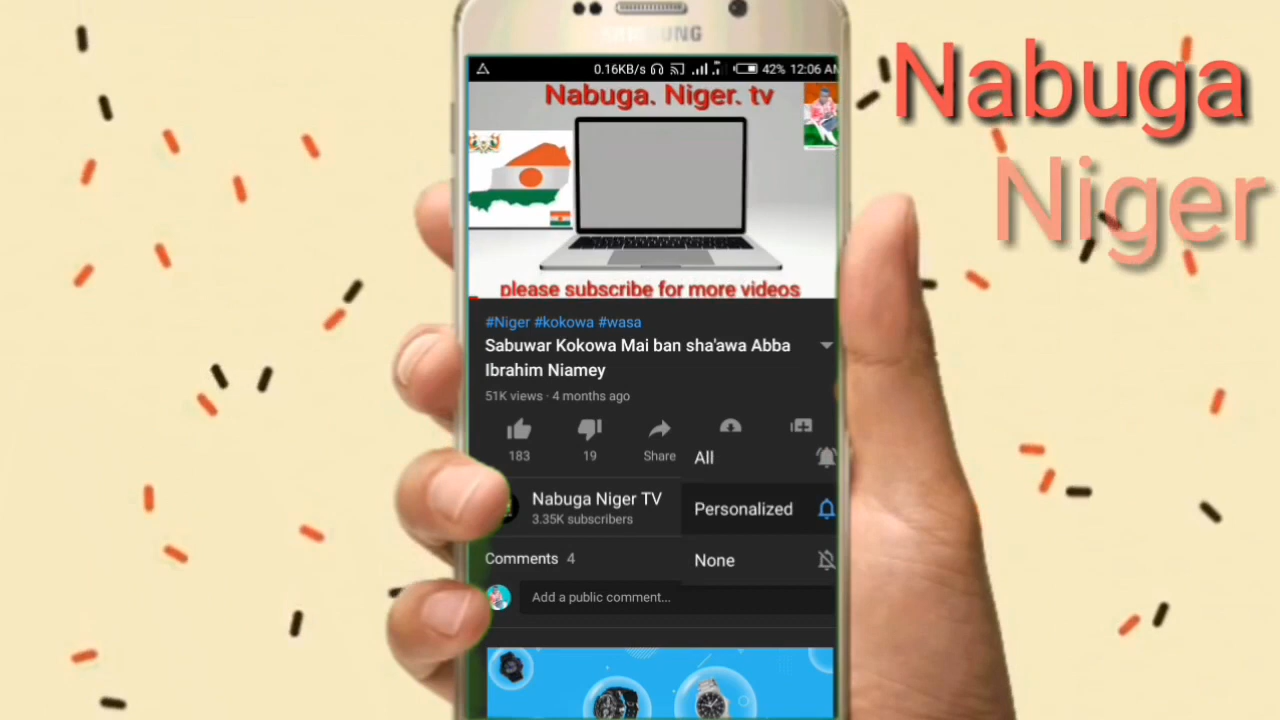 SAMSUNG
0.16KB/s 42% 12:06 AM
Nabuga. Niger. tv
please subscribe for more videos
#Niger #kokowa #wasa
Sabuwar Kokowa Mai ban sha'awa Abba
Ibrahim Niamey
51K views · 4 months ago
183 19 Share
All
Nabuga Niger TV
3.35K subscribers
Personalized
Comments 4
None
Add a public comment...
Nabuga
Niger